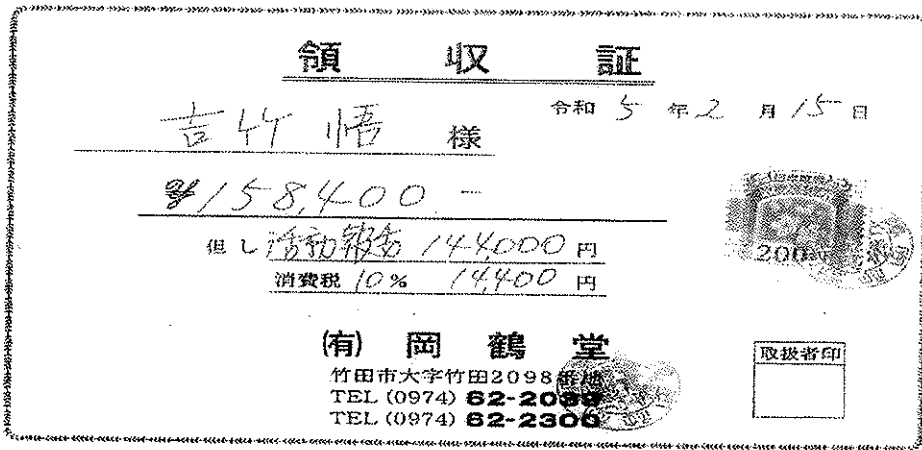 領収証
令和 5 年 2 月 15 日
吉竹 悟 様
¥158,400.-
但し 活動報告 144,000 円
消費税 10% 14,400 円
200
(有) 岡鶴堂
竹田市大字竹田2098番地
TEL (0974) 62-2039
TEL (0974) 62-2300
取扱者印